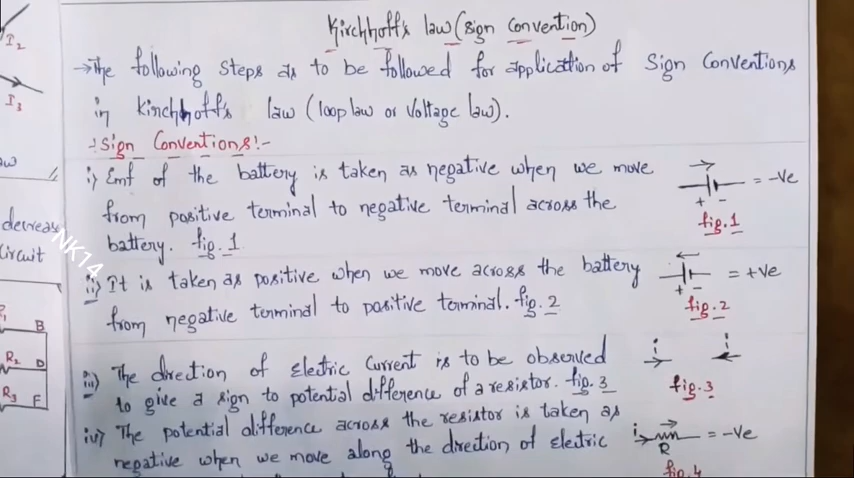 Kirchhoff's law (Sign Convention)
→The following steps as to be followed for application of Sign Conventions
in Kirchhoff's law (loop law or Voltage law).
Sign Conventions:-
i) Emf of the battery is taken as negative when we move
from positive terminal to negative terminal across the
battery. fig. 1
+ - = -ve
fig. 1
ii) It is taken as positive when we move across the battery
from negative terminal to positive terminal. fig. 2
+ - = +ve
fig. 2
iii) The direction of electric current is to be observed
to give a sign to potential difference of a resistor. fig. 3
i i
fig. 3
iv) The potential difference across the resistor is taken as
negative when we move along the direction of electric
i R = -ve
fig. 4
I2
I3
decreas
circuit
B
R2 D
R3 F
NK14